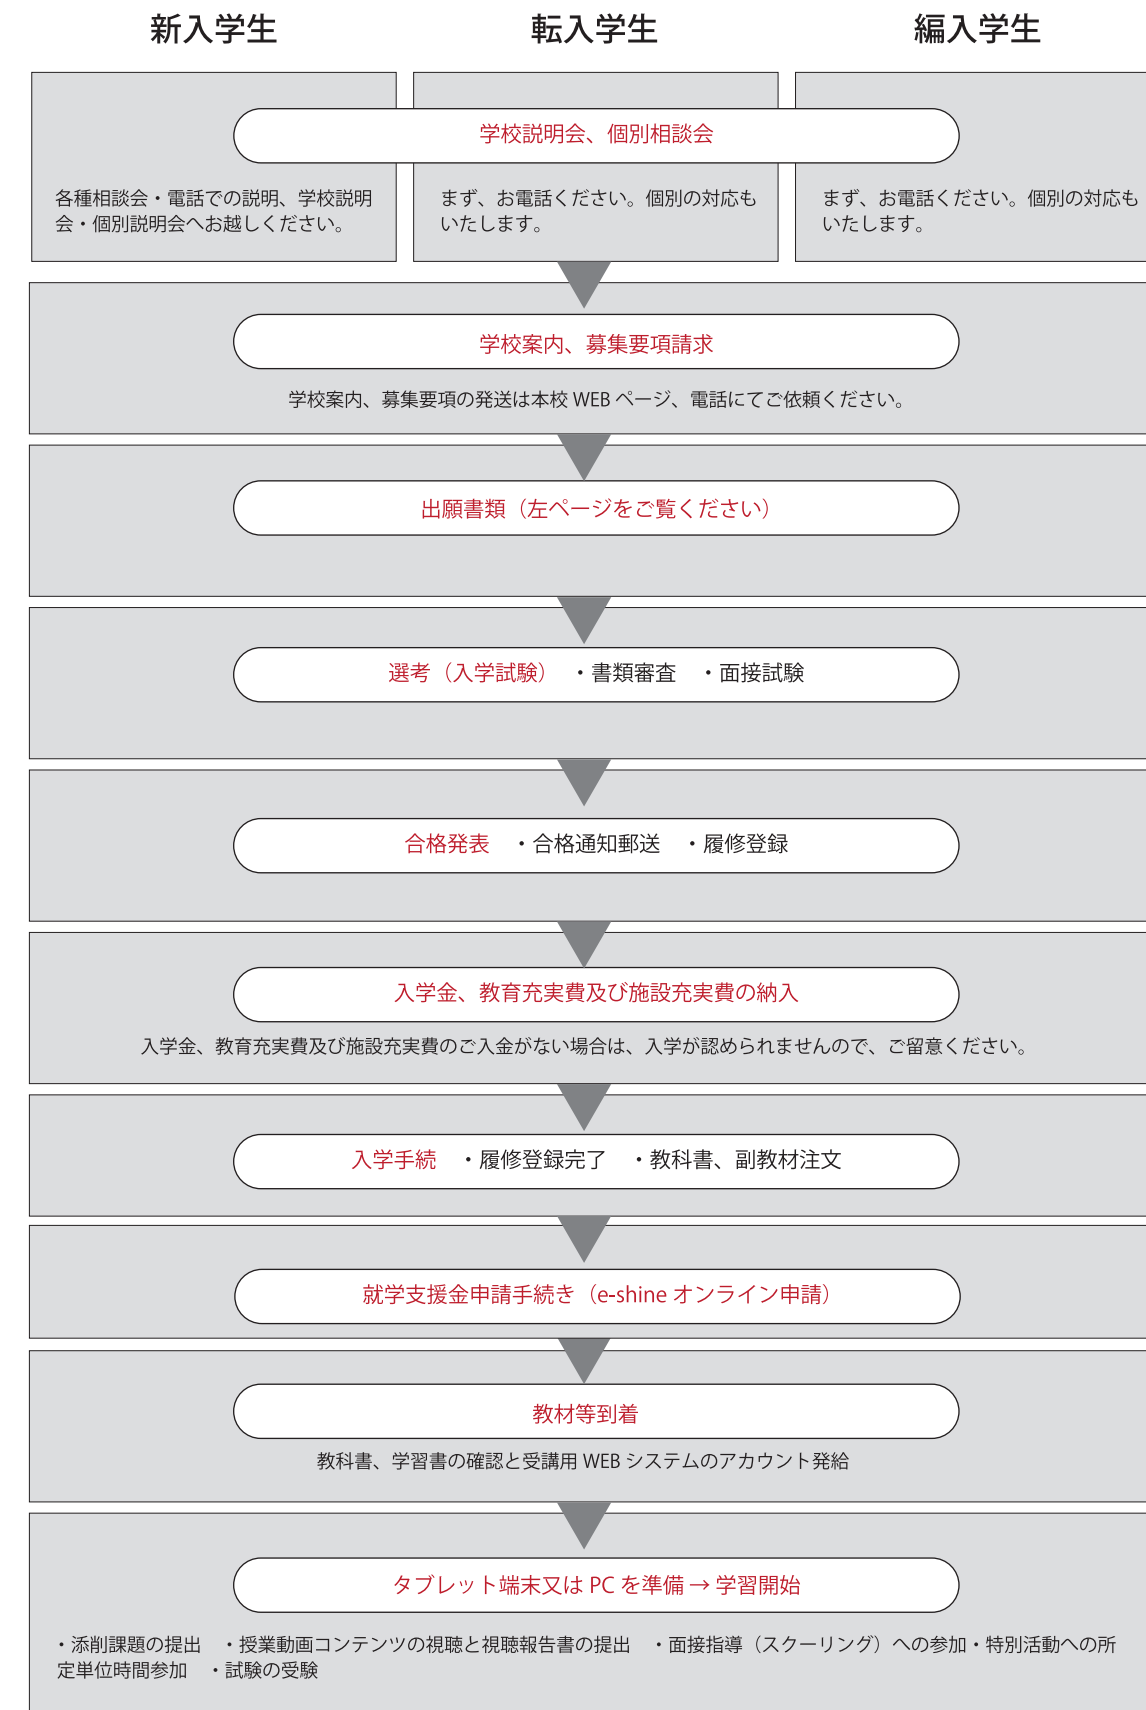 新入学生
転入学生
編入学生
学校説明会、個別相談会
各種相談会・電話での説明、学校説明
会・個別説明会へお越しください。
まず、お電話ください。個別の対応も
いたします。
まず、お電話ください。個別の対応も
いたします。
学校案内、募集要項請求
学校案内、募集要項の発送は本校 WEB ページ、電話にてご依頼ください。
出願書類（左ページをご覧ください）
選考（入学試験）　・書類審査　・面接試験
合格発表　・合格通知郵送　・履修登録
入学金、教育充実費及び施設充実費の納入
入学金、教育充実費及び施設充実費のご入金がない場合は、入学が認められませんので、ご留意ください。
入学手続　・履修登録完了　・教科書、副教材注文
就学支援金申請手続き（e-shine オンライン申請）
教材等到着
教科書、学習書の確認と受講用 WEB システムのアカウント発給
タブレット端末又は PC を準備 → 学習開始
・添削課題の提出　・授業動画コンテンツの視聴と視聴報告書の提出　・面接指導（スクーリング）への参加・特別活動への所
定単位時間参加　・試験の受験